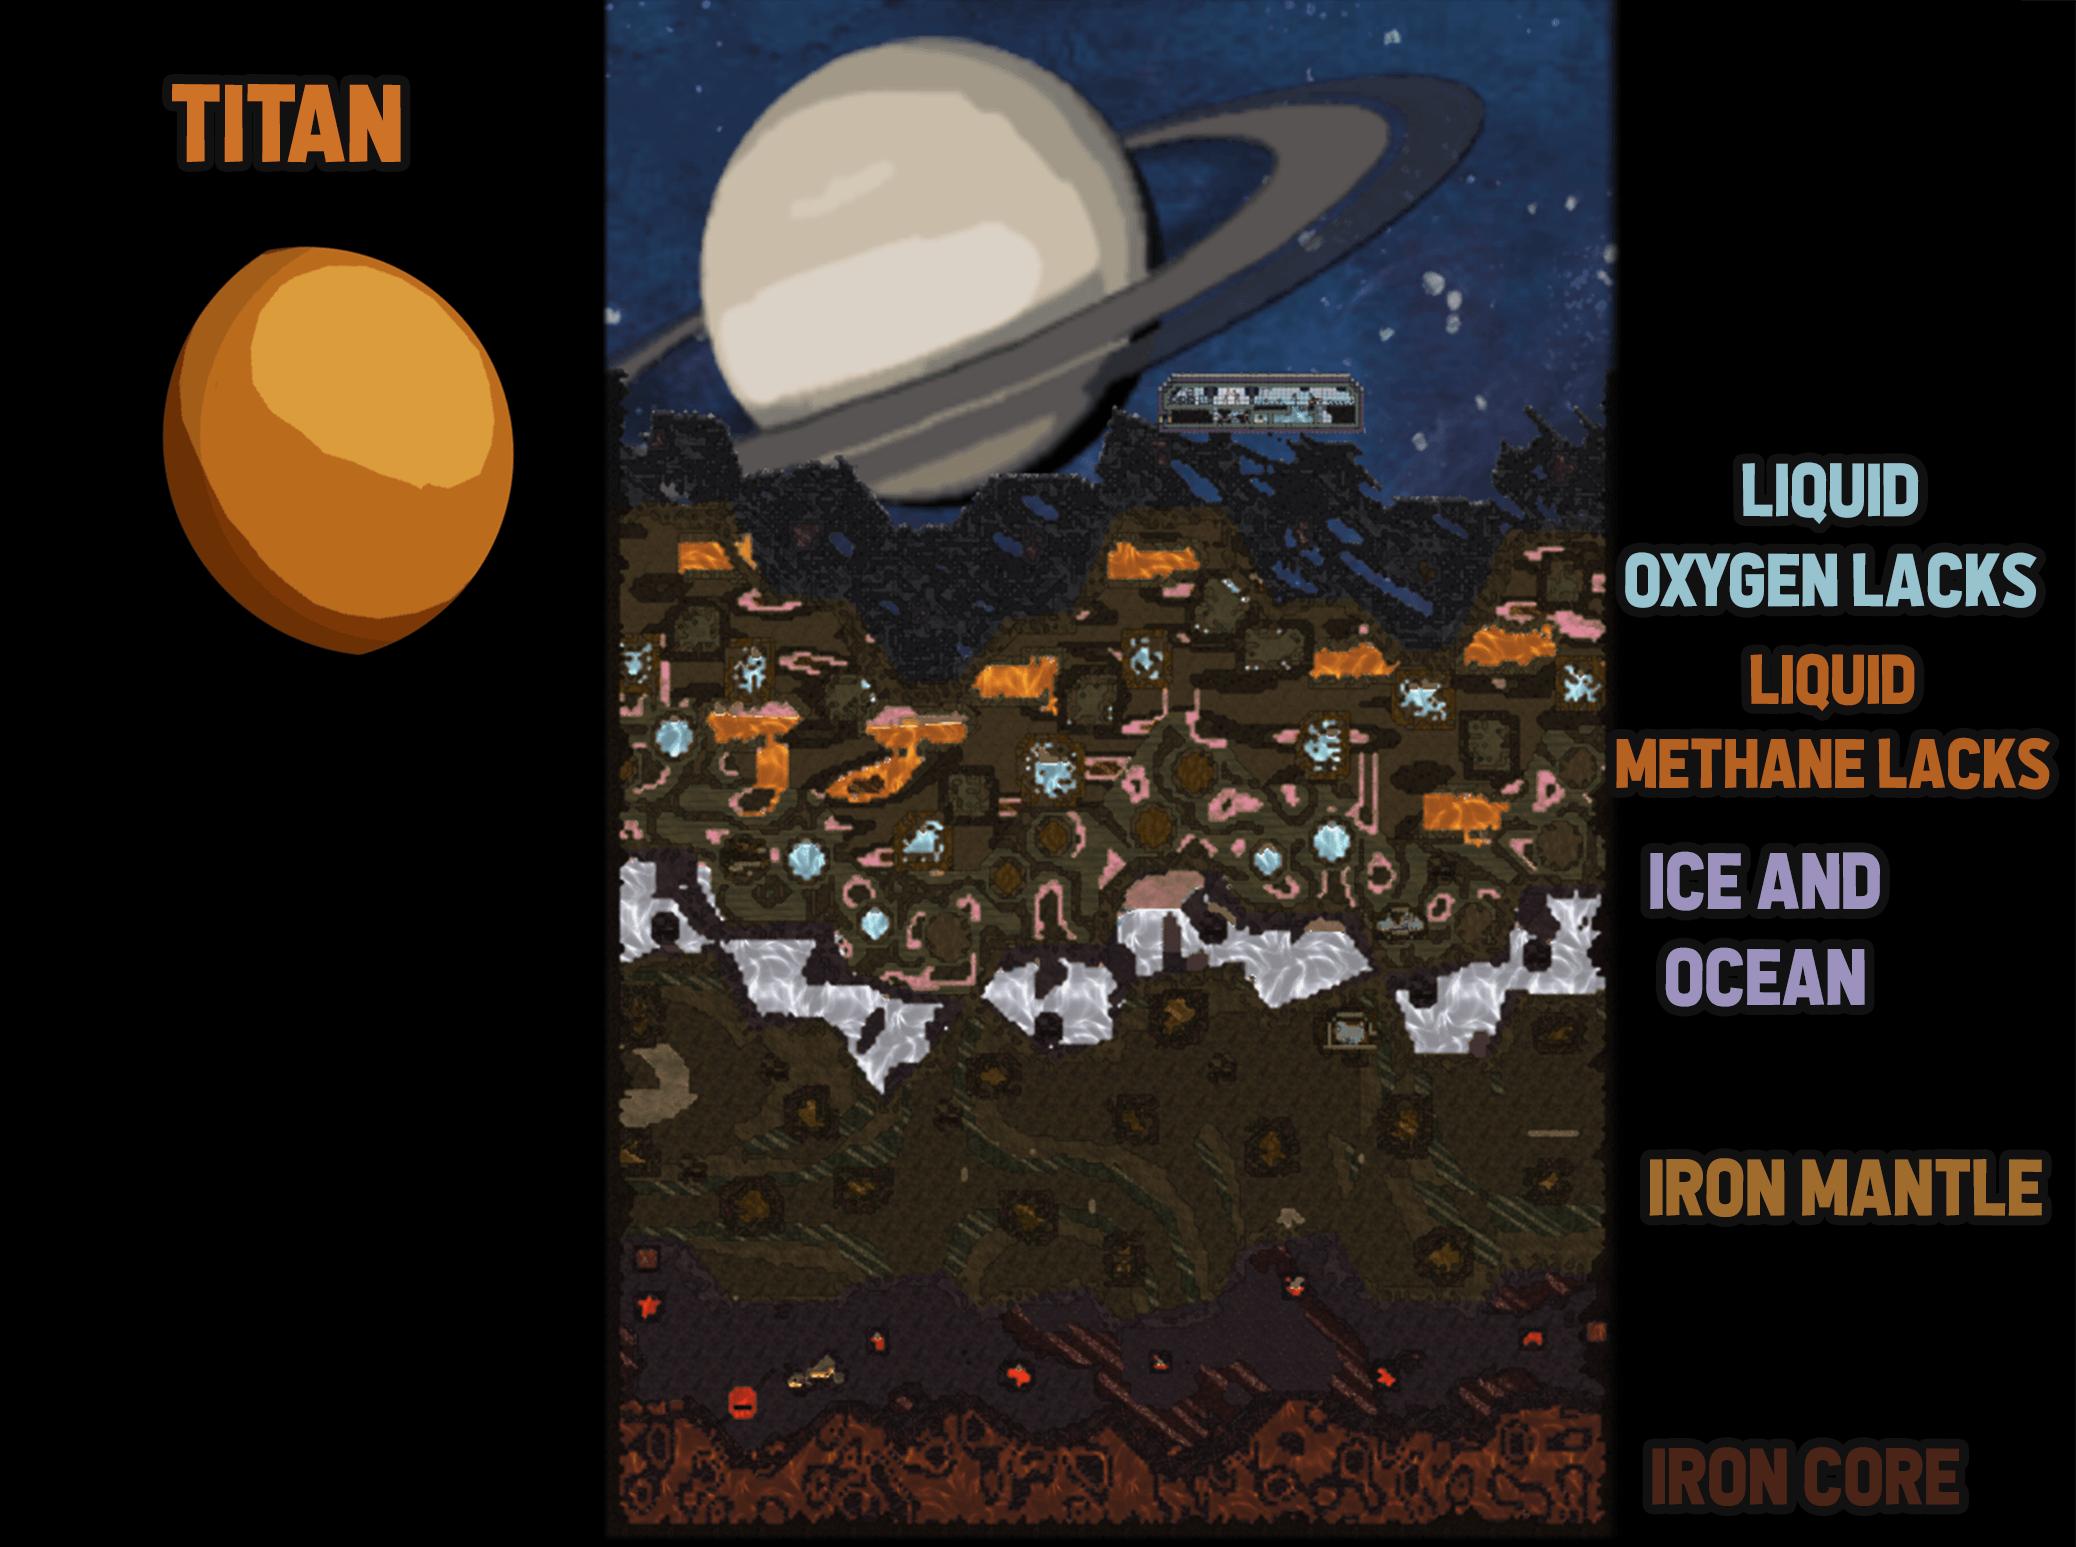 TITAN
LIQUID
OXYGEN LACKS
LIQUID
METHANE LACKS
ICE AND
OCEAN
IRON MANTLE
IRON CORE